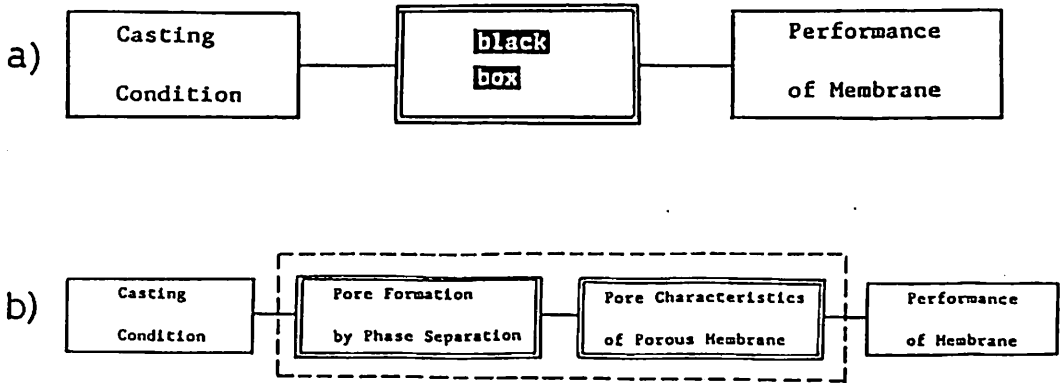 a)
Casting
Condition
black
box
Performance
of Membrane
b)
Casting
Condition
Pore Formation
by Phase Separation
Pore Characteristics
of Porous Membrane
Performance
of Membrane